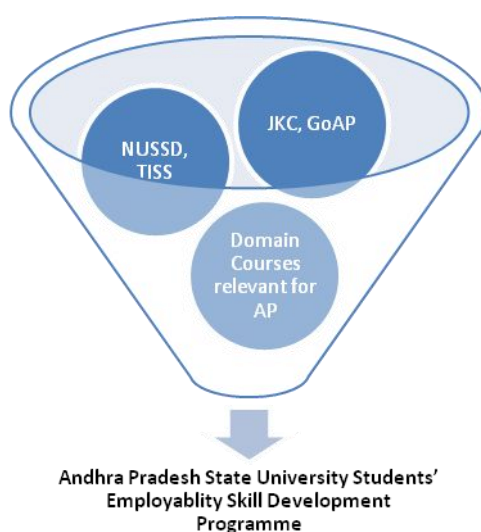 JKC, GoAP
NUSSD,
TISS
Domain
Courses
relevant for
AP
Andhra Pradesh State University Students’
Employablity Skill Development
Programme